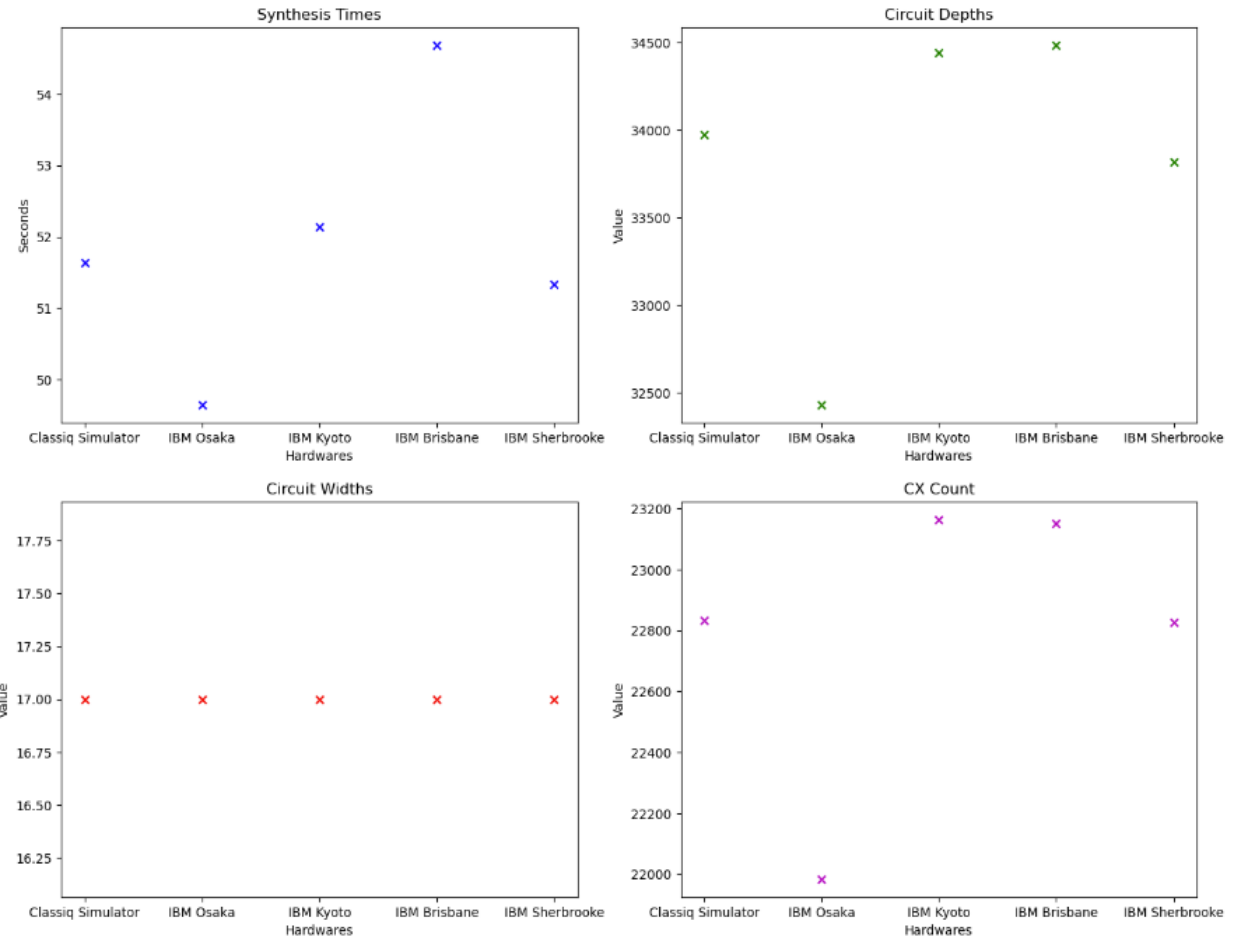 Synthesis Times
54
53
52
51
50
Seconds
Classiq Simulator IBM Osaka IBM Kyoto IBM Brisbane IBM Sherbrooke
Hardwares
Circuit Depths
34500
34000
33500
33000
32500
Value
Classiq Simulator IBM Osaka IBM Kyoto IBM Brisbane IBM Sherbrooke
Hardwares
Circuit Widths
17.75
17.50
17.25
17.00
16.75
16.50
16.25
Value
Classiq Simulator IBM Osaka IBM Kyoto IBM Brisbane IBM Sherbrooke
Hardwares
CX Count
23200
23000
22800
22600
22400
22200
22000
Value
Classiq Simulator IBM Osaka IBM Kyoto IBM Brisbane IBM Sherbrooke
Hardwares